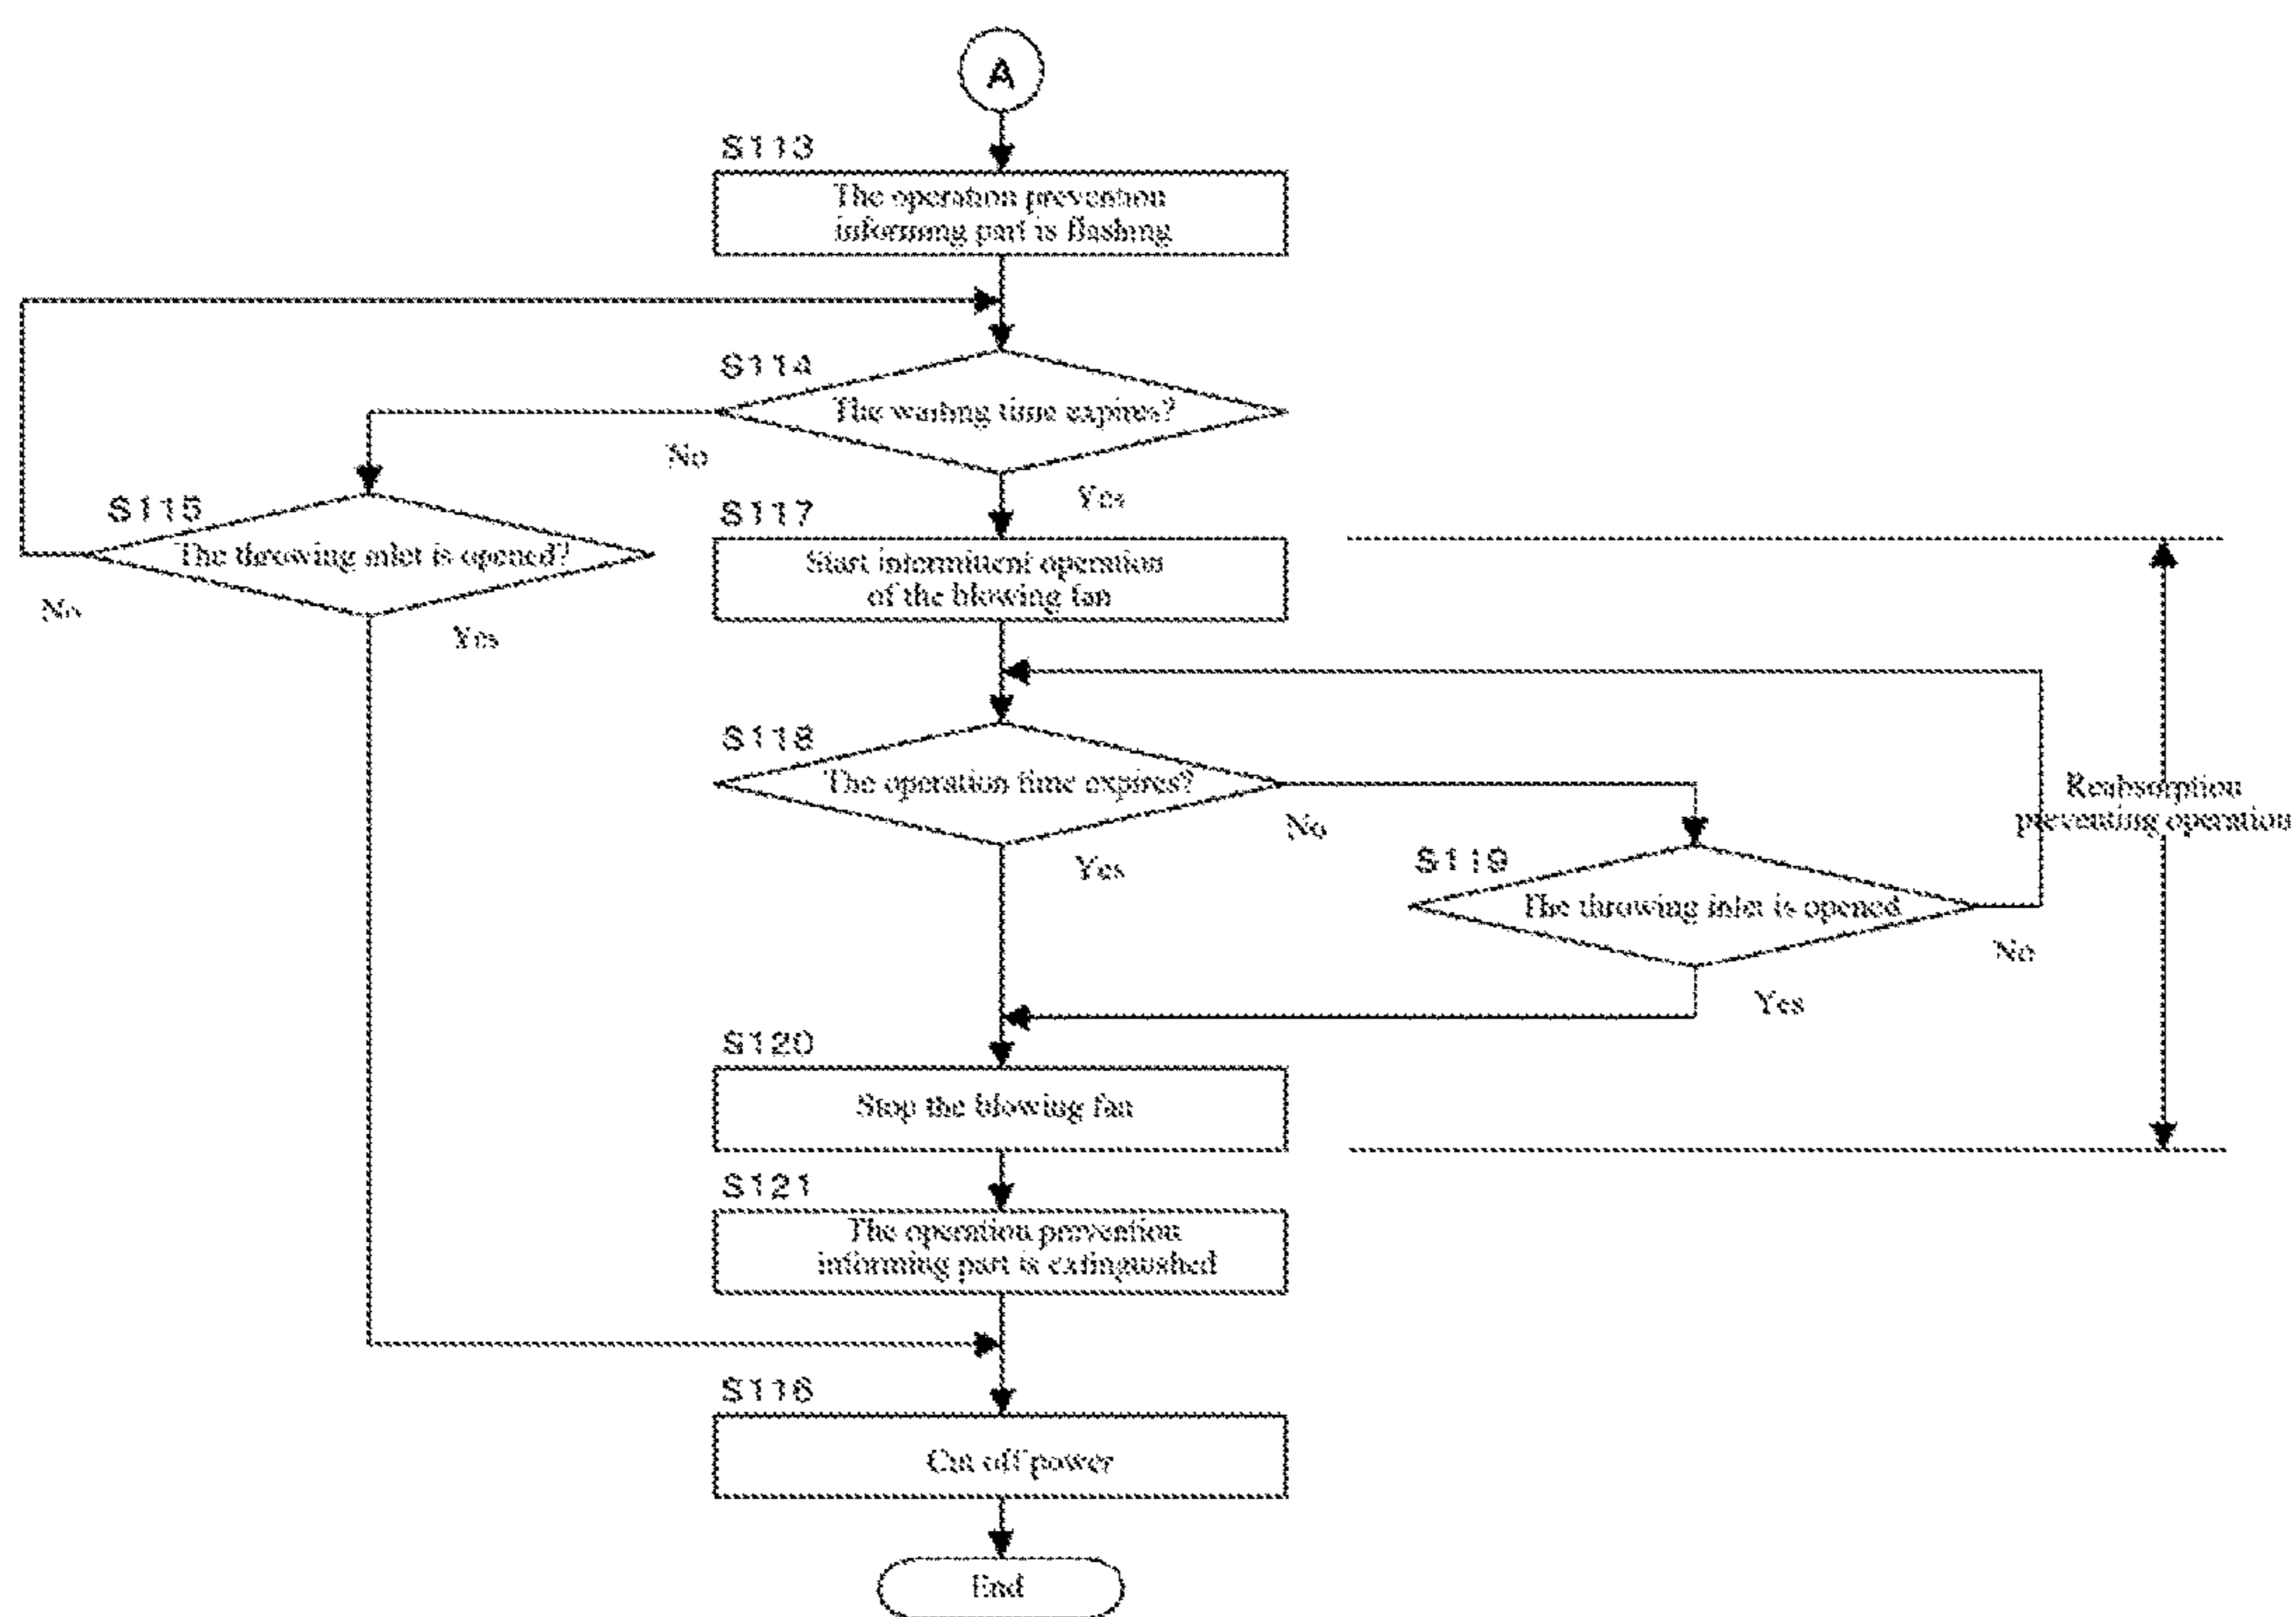 A
S113
The operation prevention
informing part is flashing
S114
The waiting time expires?
No
Yes
S115
The throwing inlet is opened?
No
Yes
S117
Start intermittent operation
of the blowing fan
S118
The operation time expires?
No
Yes
Reabsorption
preventing operation
S119
The throwing inlet is opened
No
Yes
S120
Stop the blowing fan
S121
The operation prevention
informing part is extinguished
S116
Cut off power
End